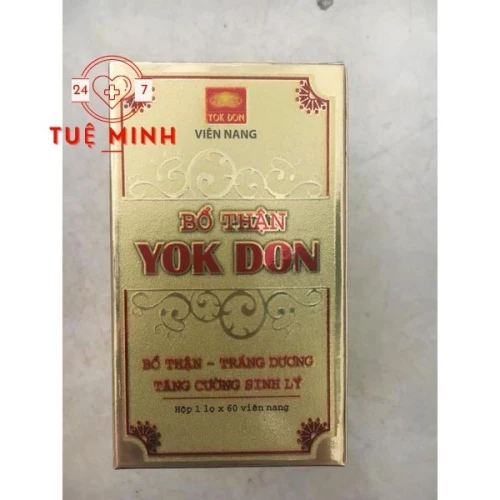 24 7
TUỆ MINH
YOK DON
VIÊN NANG
BỔ THẬN
YOK DON
BỔ THẬN - TRÁNG DƯƠNG
TĂNG CƯỜNG SINH LÝ
Hộp 1 lọ x 60 viên nang